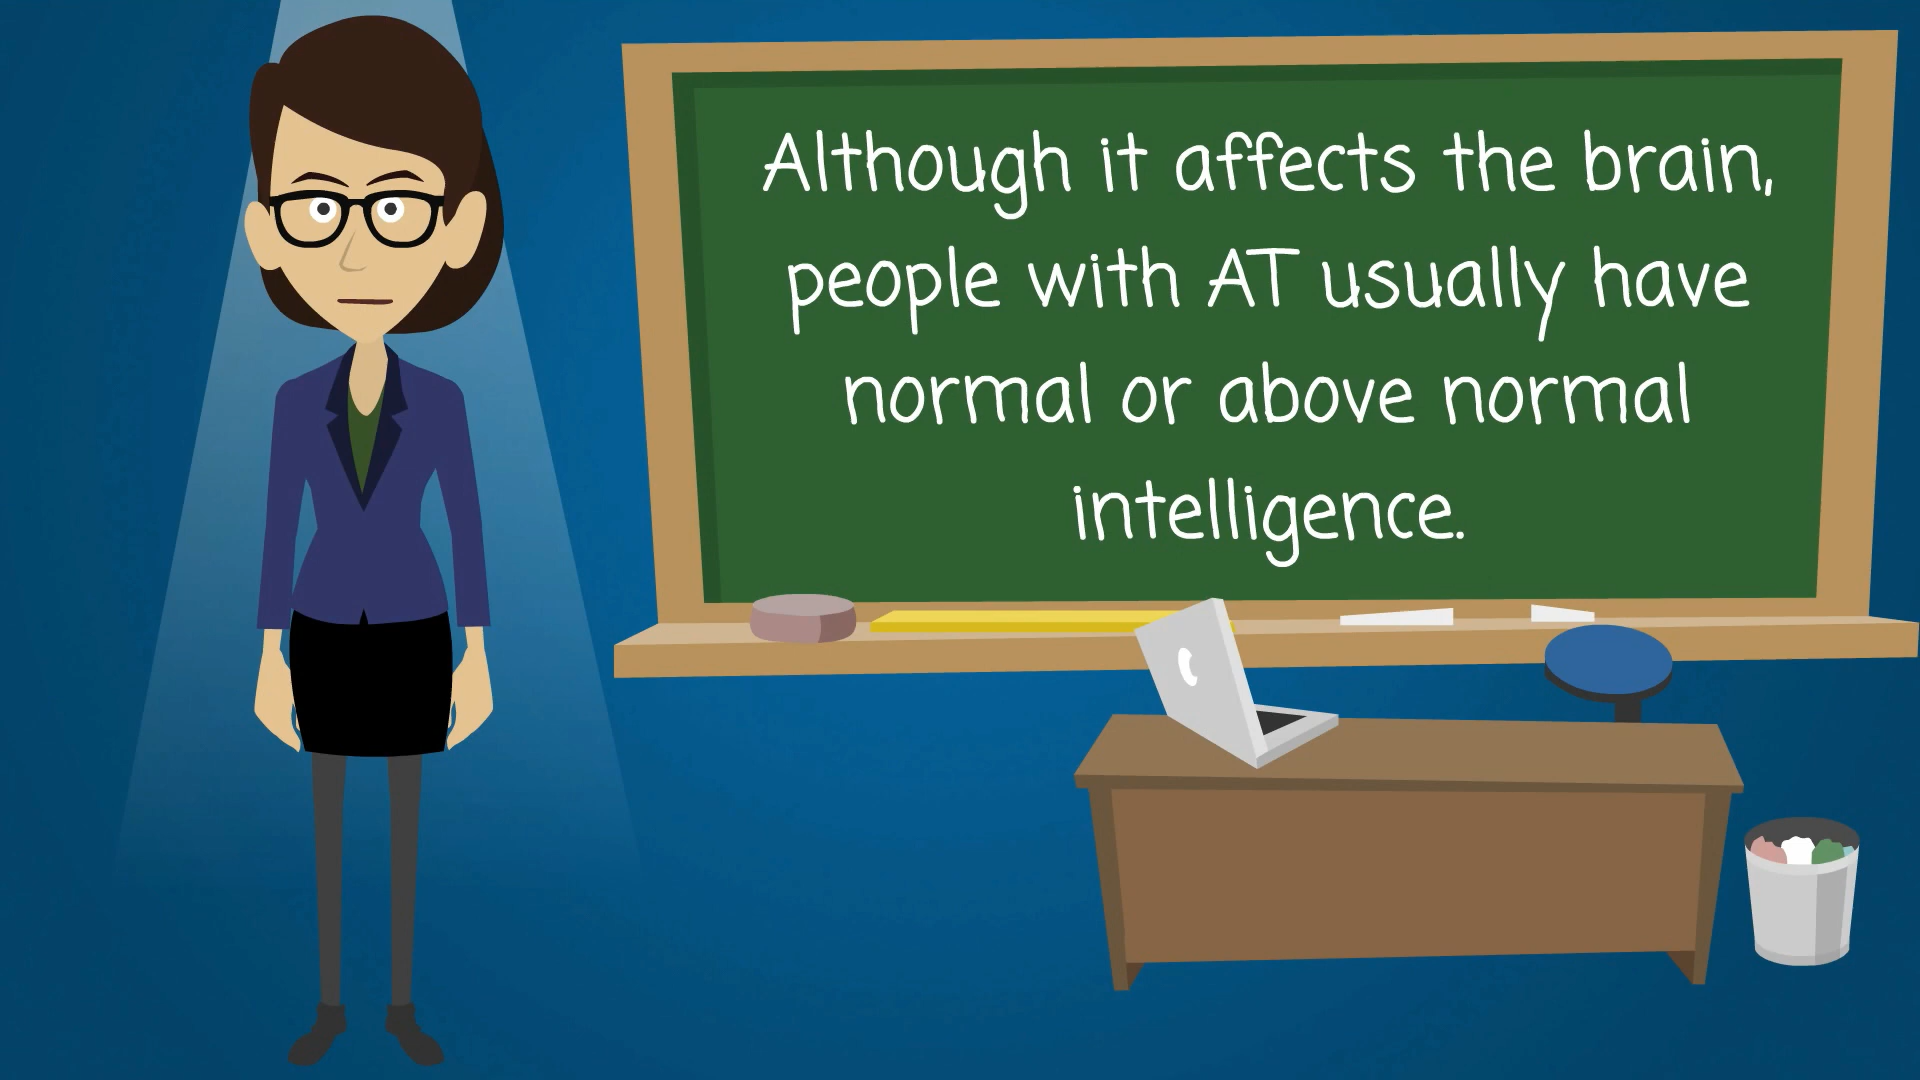 Although it affects the brain,
people with AT usually have
normal or above normal
intelligence.